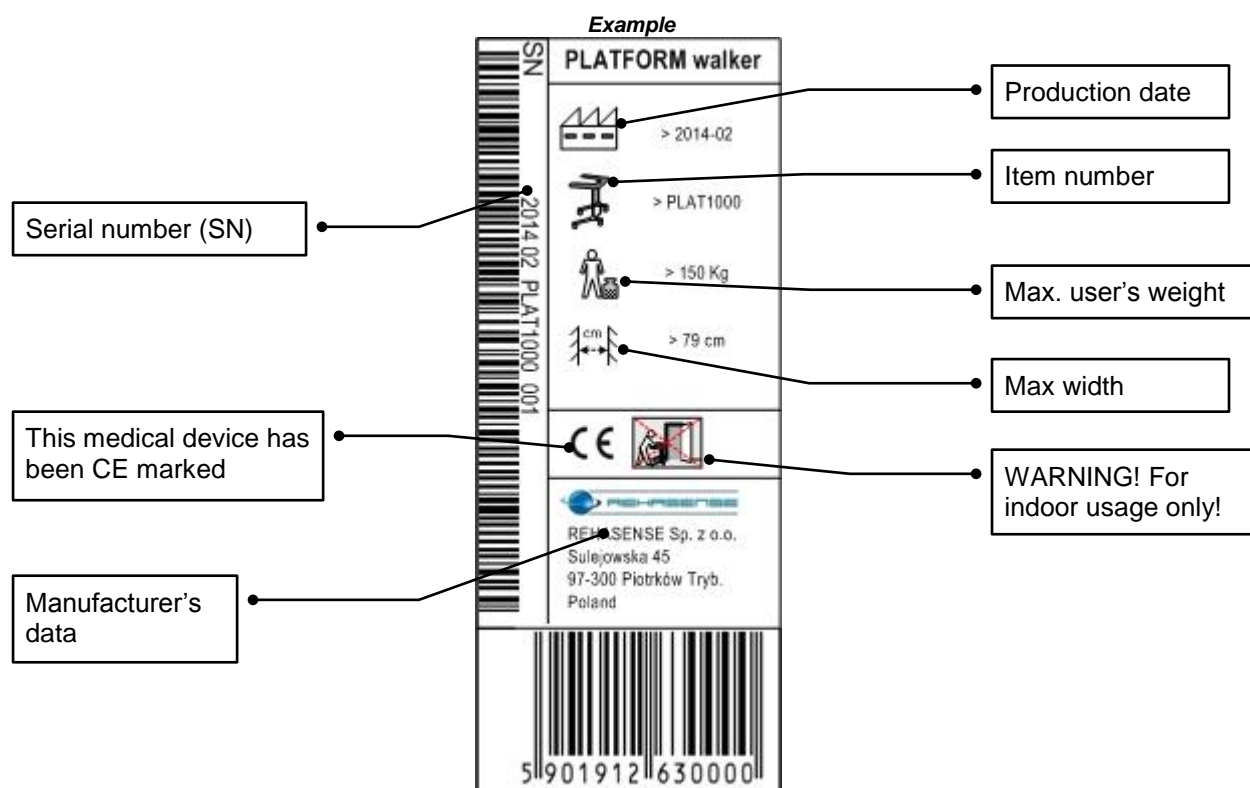 Example
SN
2014 02 PLAT1000 001
PLATFORM walker
> 2014-02
> PLAT1000
> 150 Kg
cm
> 79 cm
CE
REHASENSE
REHASENSE Sp. z o.o.
Sulejowska 45
97-300 Piotrków Tryb.
Poland
5 901912 630000
Serial number (SN)
This medical device has
been CE marked
Manufacturer’s
data
Production date
Item number
Max. user’s weight
Max width
WARNING! For
indoor usage only!